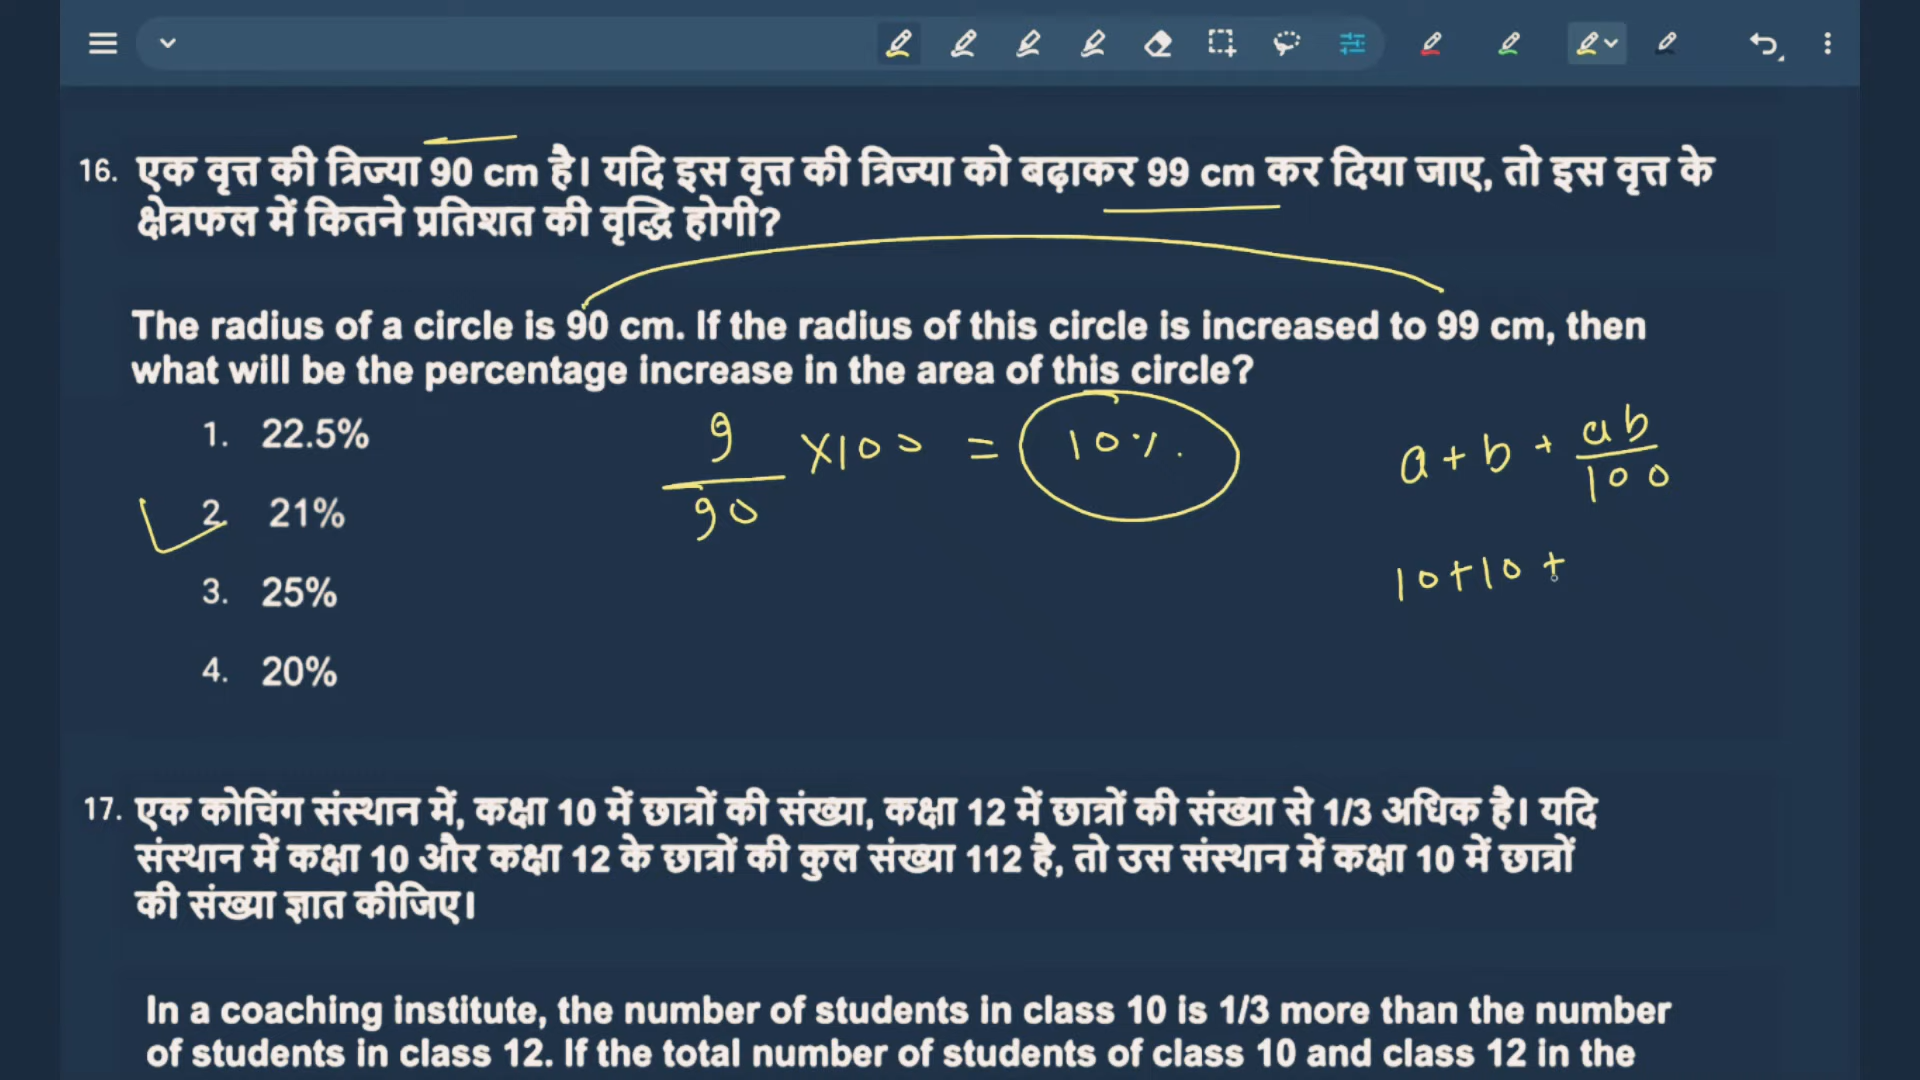 16. एक वृत्त की त्रिज्या 90 cm है। यदि इस वृत्त की त्रिज्या को बढ़ाकर 99 cm कर दिया जाए, तो इस वृत्त के
क्षेत्रफल में कितने प्रतिशत की वृद्धि होगी?
The radius of a circle is 90 cm. If the radius of this circle is increased to 99 cm, then
what will be the percentage increase in the area of this circle?
1. 22.5%
2. 21%
3. 25%
4. 20%
9/90 × 100 = 10%.
a + b + ab/100
10 + 10 +
17. एक कोचिंग संस्थान में, कक्षा 10 में छात्रों की संख्या, कक्षा 12 में छात्रों की संख्या से 1/3 अधिक है। यदि
संस्थान में कक्षा 10 और कक्षा 12 के छात्रों की कुल संख्या 112 है, तो उस संस्थान में कक्षा 10 में छात्रों
की संख्या ज्ञात कीजिए।
In a coaching institute, the number of students in class 10 is 1/3 more than the number
of students in class 12. If the total number of students of class 10 and class 12 in the